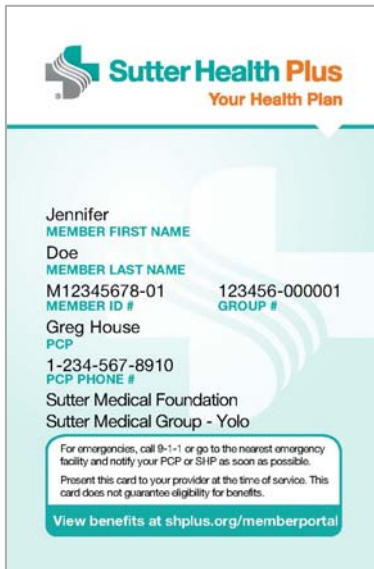 Sutter Health Plus
Your Health Plan
®
Jennifer
MEMBER FIRST NAME
Doe
MEMBER LAST NAME
M12345678-01 123456-000001
MEMBER ID # GROUP #
Greg House
PCP
1-234-567-8910
PCP PHONE #
Sutter Medical Foundation
Sutter Medical Group - Yolo
For emergencies, call 9-1-1 or go to the nearest emergency
facility and notify your PCP or SHP as soon as possible.
Present this card to your provider at the time of service. This
card does not guarantee eligibility for benefits.
View benefits at shplus.org/memberportal